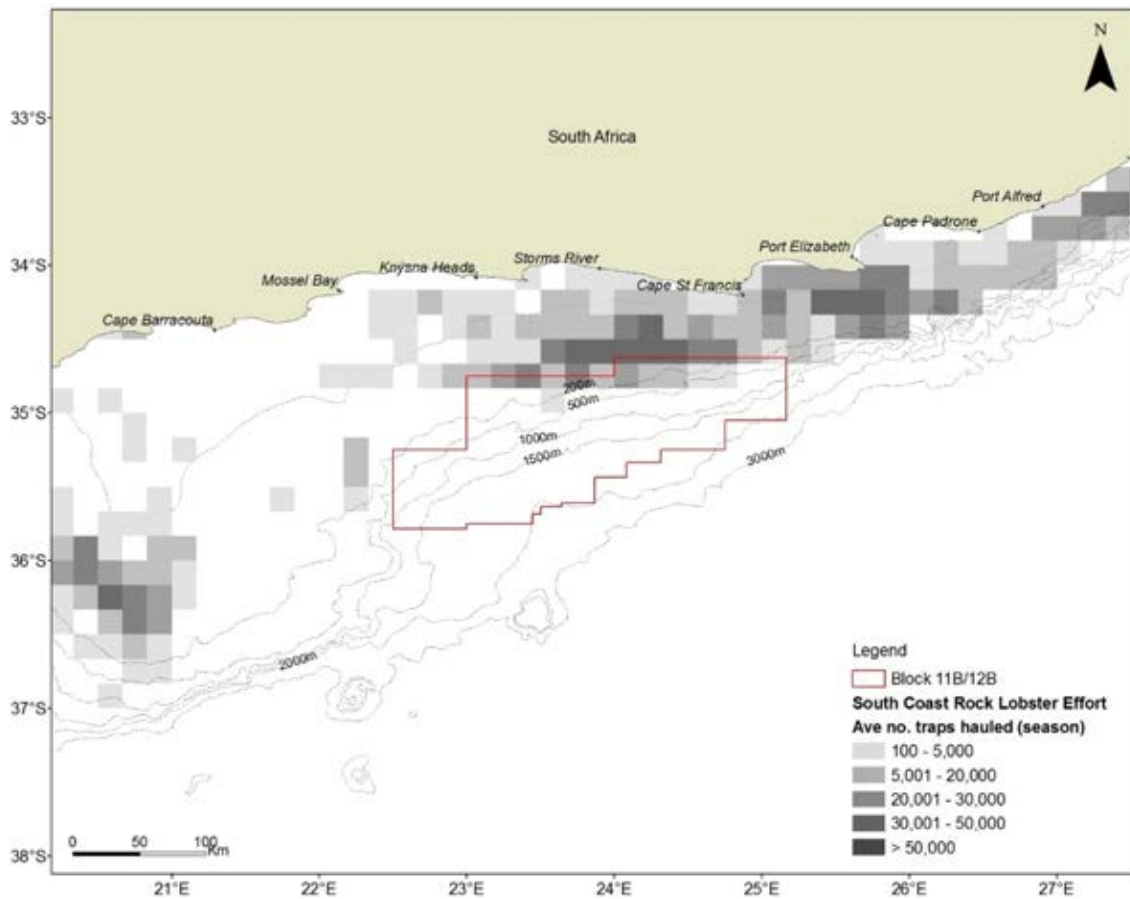 N
33°S
South Africa
Port Alfred
Cape Padrone
Port Elizabeth
34°S
Storms River
Knysna Heads
Mossel Bay
Cape St Francis
Cape Barracouta
200m
35°S
500m
1000m
1500m
3000m
36°S
2000m
Legend
Block 11B/12B
37°S
South Coast Rock Lobster Effort
Ave no. traps hauled (season)
100 - 5,000
5,001 - 20,000
20,001 - 30,000
30,001 - 50,000
> 50,000
0 50 100
Km
38°S
21°E 22°E 23°E 24°E 25°E 26°E 27°E